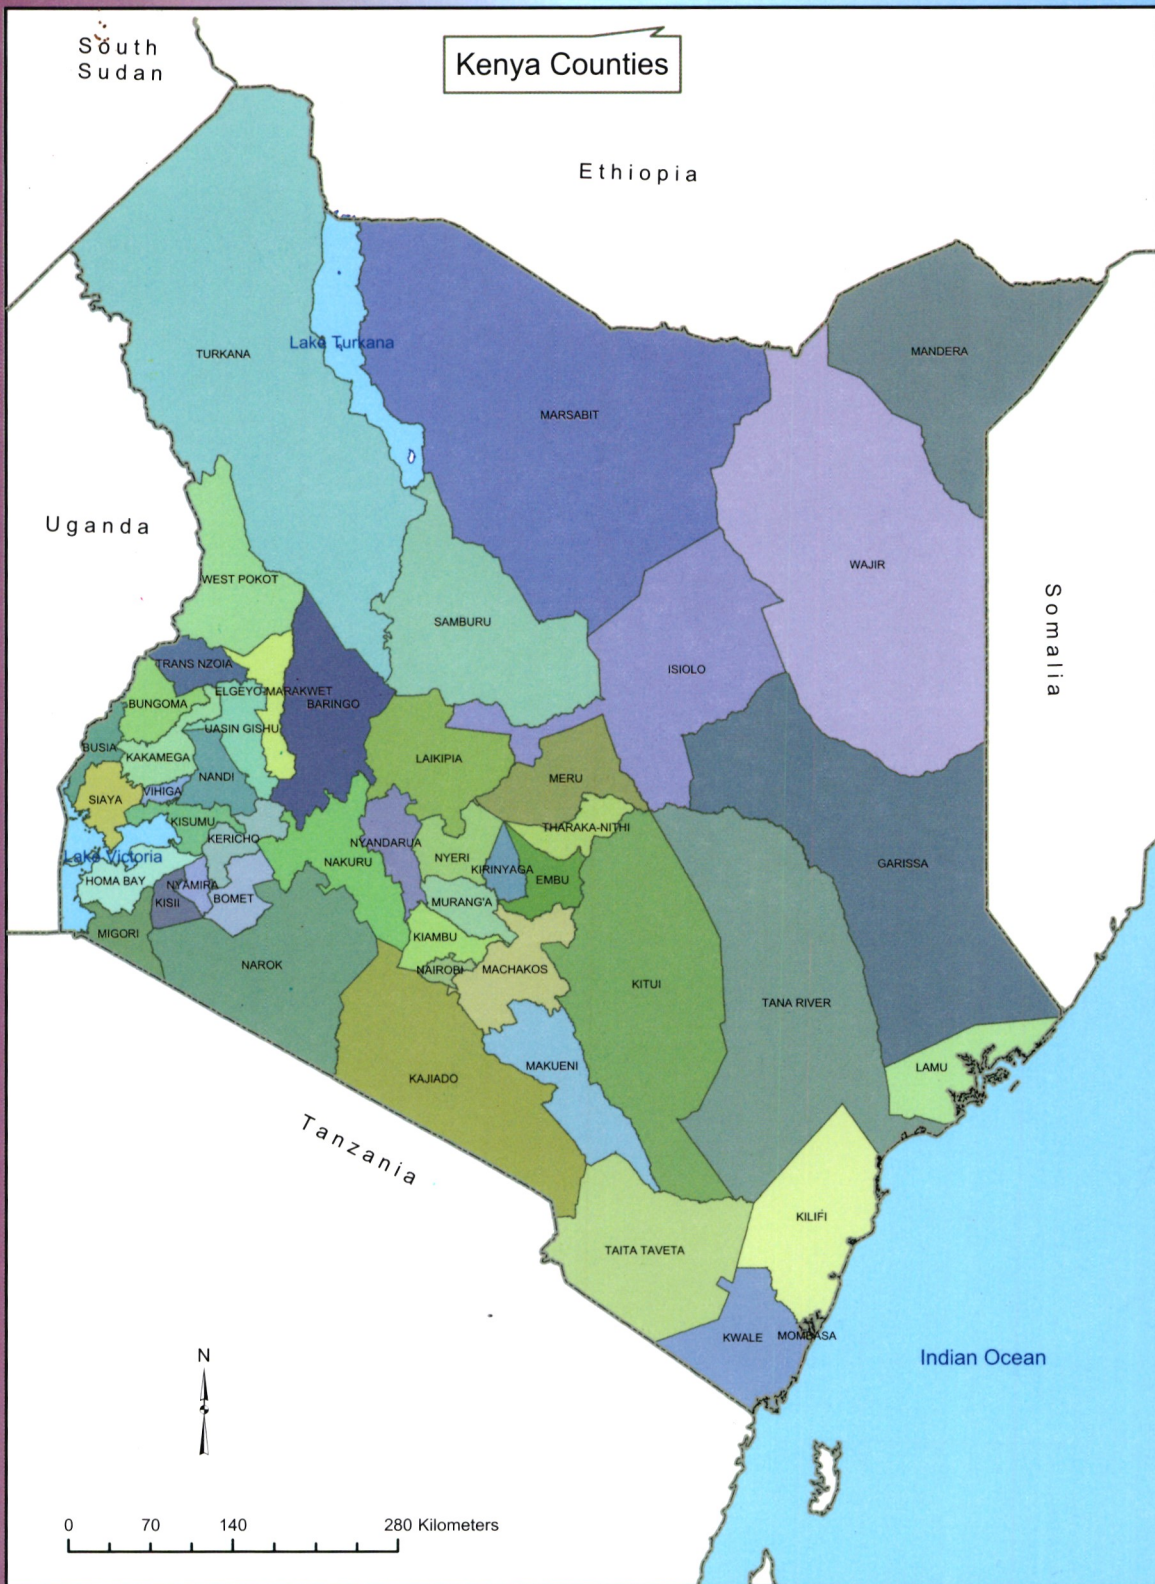 South
Sudan
Kenya Counties
Ethiopia
TURKANA
Lake Turkana
MANDERA
MARSABIT
Uganda
WAJIR
WEST POKOT
Somalia
SAMBURU
TRANS NZOIA
ISIOLO
ELGEYO-MARAKWET
BUNGOMA
BARINGO
UASIN GISHU
BUSIA
KAKAMEGA
LAIKIPIA
NANDI
MERU
VIHIGA
SIAYA
KISUMU
THARAKA-NITHI
KERICHO
NYANDARUA
Lake Victoria
NYERI
NAKURU
GARISSA
KIRINYAGA
HOMA BAY
EMBU
NYAMIRA
BOMET
KISII
MURANG'A
MIGORI
KIAMBU
NAROK
NAIROBI
MACHAKOS
KITUI
TANA RIVER
MAKUENI
LAMU
KAJIADO
Tanzania
KILIFI
TAITA TAVETA
KWALE
MOMBASA
Indian Ocean
N
0 70 140 280 Kilometers